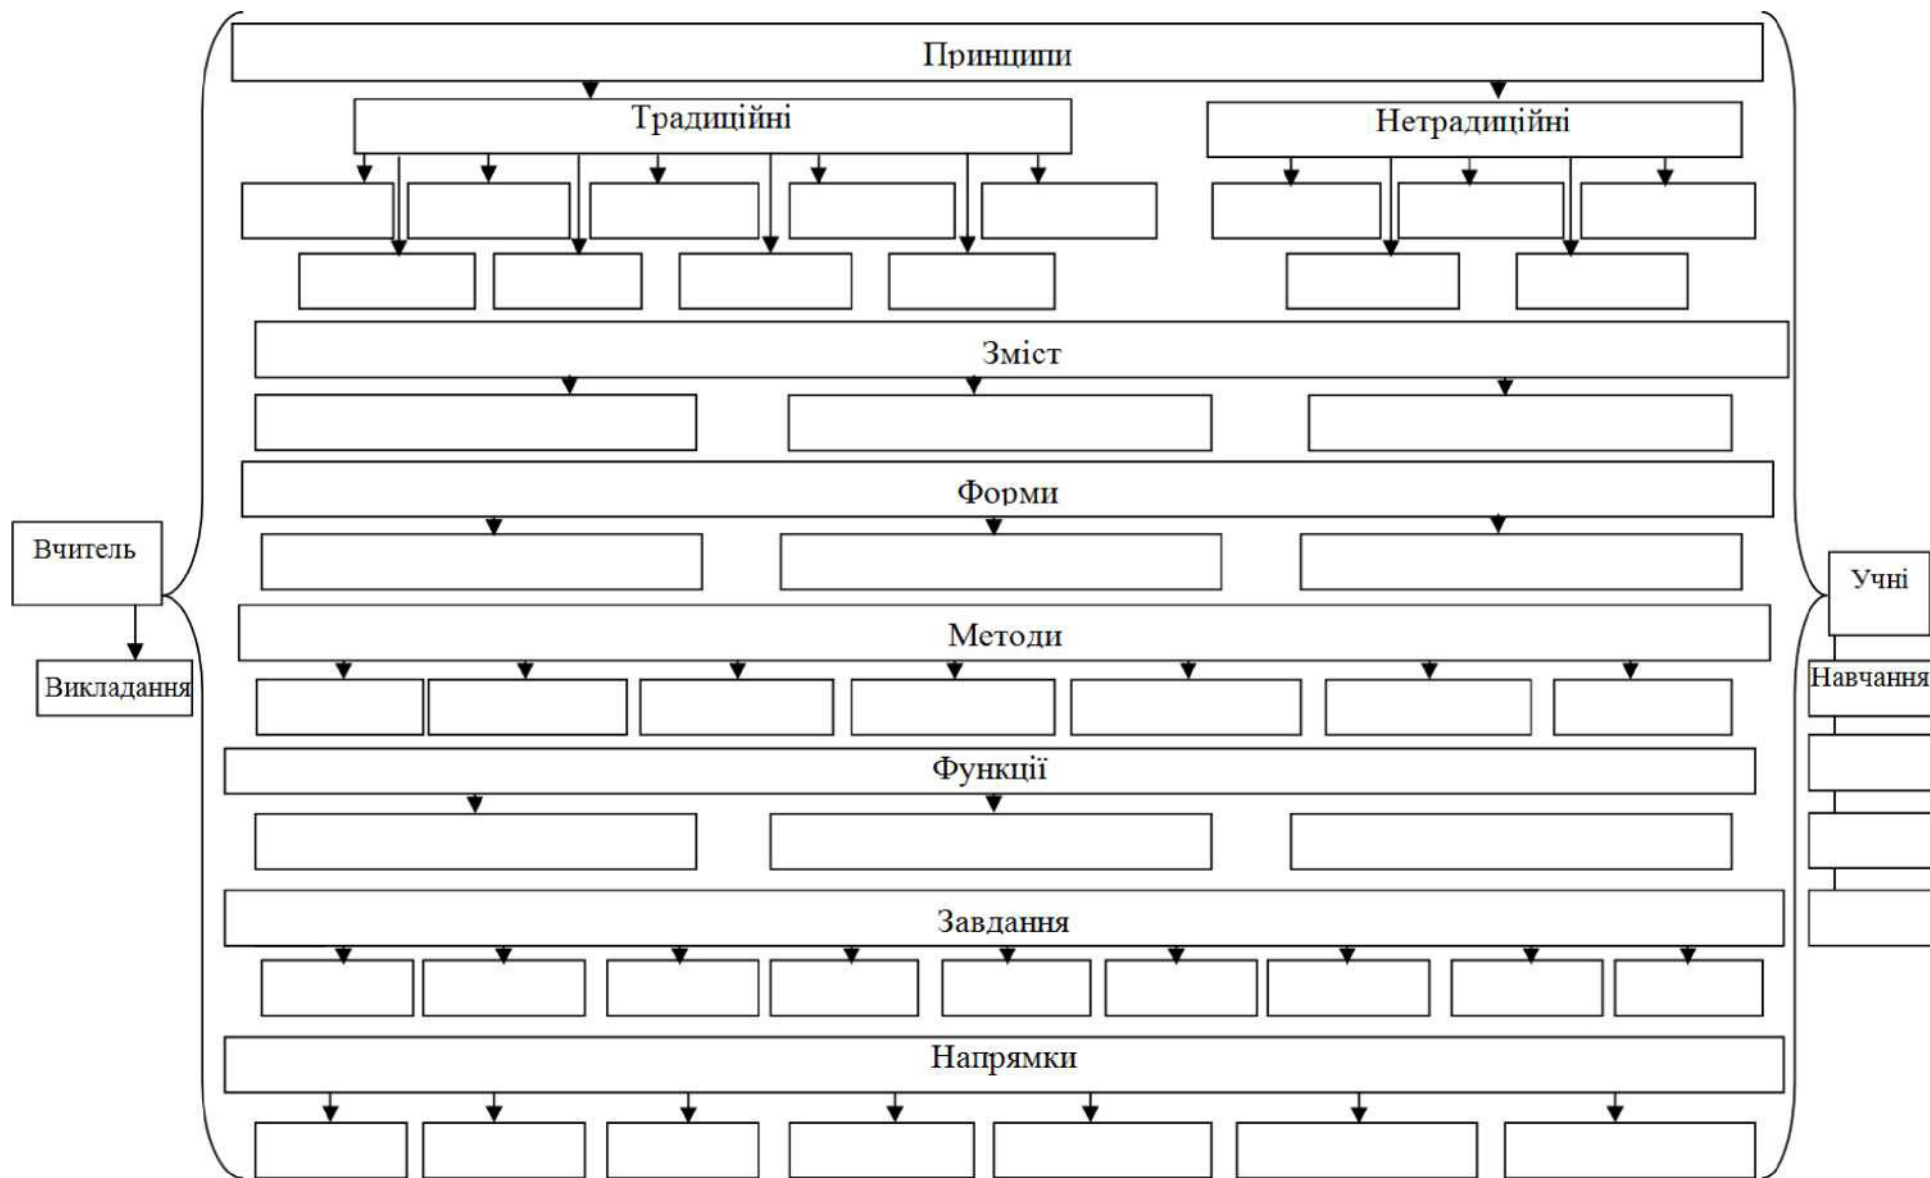 Принципи
Традиційні
Нетрадиційні
Зміст
Форми
Вчитель
Учні
Методи
Викладання
Навчання
Функції
Завдання
Напрямки